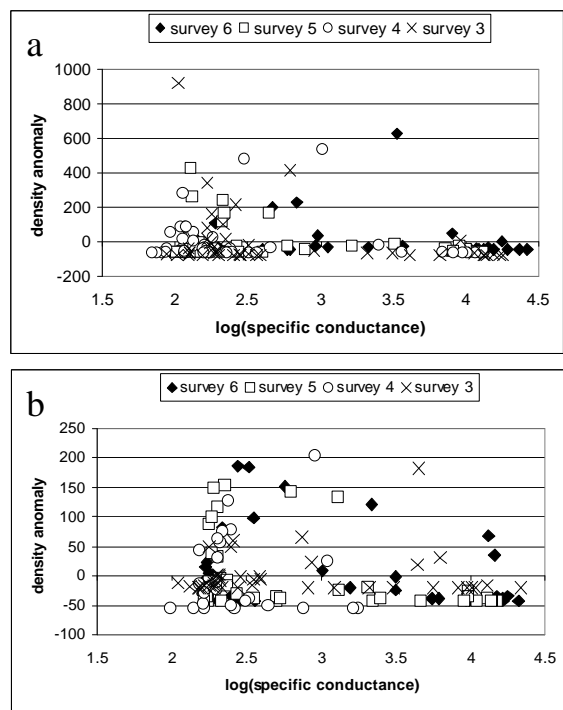 a
survey 6 survey 5 survey 4 survey 3
1000
800
600
400
200
0
-200
density anomaly
1.5 2 2.5 3 3.5 4 4.5
log(specific conductance)
b
survey 6 survey 5 survey 4 survey 3
250
200
150
100
50
0
-50
-100
density anomaly
1.5 2 2.5 3 3.5 4 4.5
log(specific conductance)